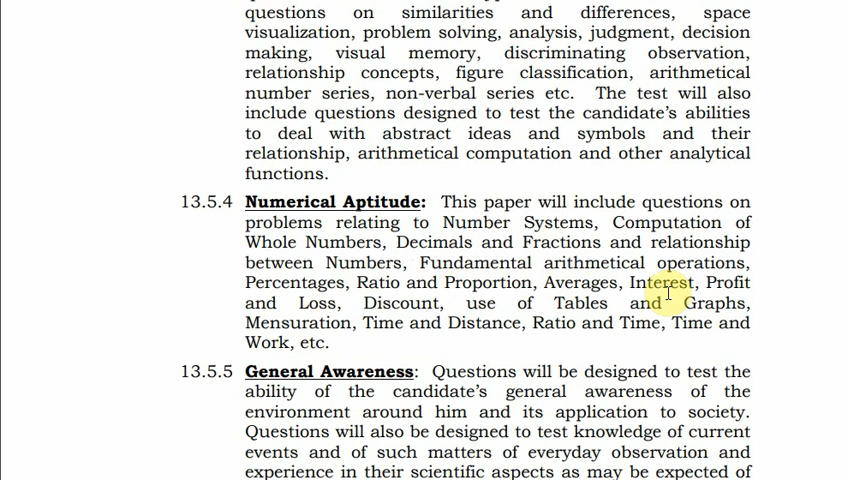 questions on similarities and differences, space
visualization, problem solving, analysis, judgment, decision
making, visual memory, discriminating observation,
relationship concepts, figure classification, arithmetical
number series, non-verbal series etc. The test will also
include questions designed to test the candidate's abilities
to deal with abstract ideas and symbols and their
relationship, arithmetical computation and other analytical
functions.
13.5.4 Numerical Aptitude: This paper will include questions on
problems relating to Number Systems, Computation of
Whole Numbers, Decimals and Fractions and relationship
between Numbers, Fundamental arithmetical operations,
Percentages, Ratio and Proportion, Averages, Interest, Profit
and Loss, Discount, use of Tables and Graphs,
Mensuration, Time and Distance, Ratio and Time, Time and
Work, etc.
13.5.5 General Awareness: Questions will be designed to test the
ability of the candidate's general awareness of the
environment around him and its application to society.
Questions will also be designed to test knowledge of current
events and of such matters of everyday observation and
experience in their scientific aspects as may be expected of